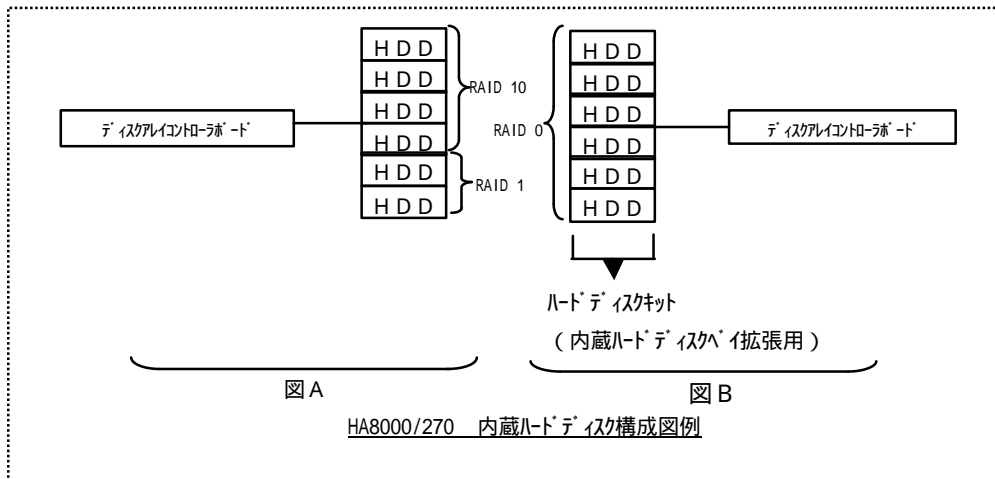 ＨＤＤ
ＨＤＤ
ＨＤＤ
ＨＤＤ
ＨＤＤ
ＨＤＤ
RAID 10
RAID 1
ﾃﾞｨｽｸｱﾚｲｺﾝﾄﾛｰﾗﾎﾞｰﾄﾞ
図Ａ
ＨＤＤ
ＨＤＤ
ＨＤＤ
ＨＤＤ
ＨＤＤ
ＨＤＤ
RAID 0
ﾃﾞｨｽｸｱﾚｲｺﾝﾄﾛｰﾗﾎﾞｰﾄﾞ
ﾊｰﾄﾞﾃﾞｨｽｸｷｯﾄ
（内蔵ﾊｰﾄﾞﾃﾞｨｽｸﾍﾞｲ拡張用）
図Ｂ
HA8000/270　内蔵ﾊｰﾄﾞﾃﾞｨｽｸ構成図例